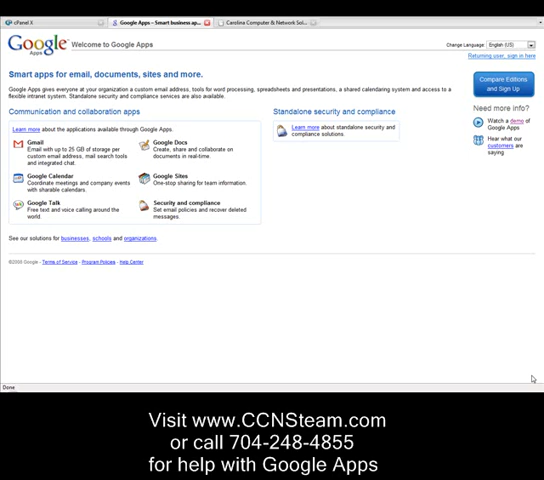 cPanel X
Google Apps – Smart business ap...
Carolina Computer & Network Sol...
Google Apps
Welcome to Google Apps
Change Language: English (US)
Returning user, sign in here
Smart apps for email, documents, sites and more.
Google Apps gives everyone at your organization a custom email address, tools for word processing, spreadsheets and presentations, a shared calendaring system and access to a
flexible intranet system. Standalone security and compliance services are also available.
Compare Editions
and Sign Up
Communication and collaboration apps
Learn more about the applications available through Google Apps.
Gmail
Email with up to 25 GB of storage per
custom email address, mail search tools
and integrated chat.
Google Docs
Create, share and collaborate on
documents in real-time.
Google Calendar
Coordinate meetings and company events
with sharable calendars.
Google Sites
One-stop sharing for team information.
Google Talk
Free text and voice calling around the
world.
Security and compliance
Set email policies and recover deleted
messages.
Standalone security and compliance
Learn more about standalone security and
compliance solutions.
Need more info?
Watch a demo of
Google Apps
Hear what our
customers are
saying
See our solutions for businesses, schools and organizations.
Terms of Service - Program Policies - Help Center
Done
Visit www.CCNSteam.com
or call 704-248-4855
for help with Google Apps